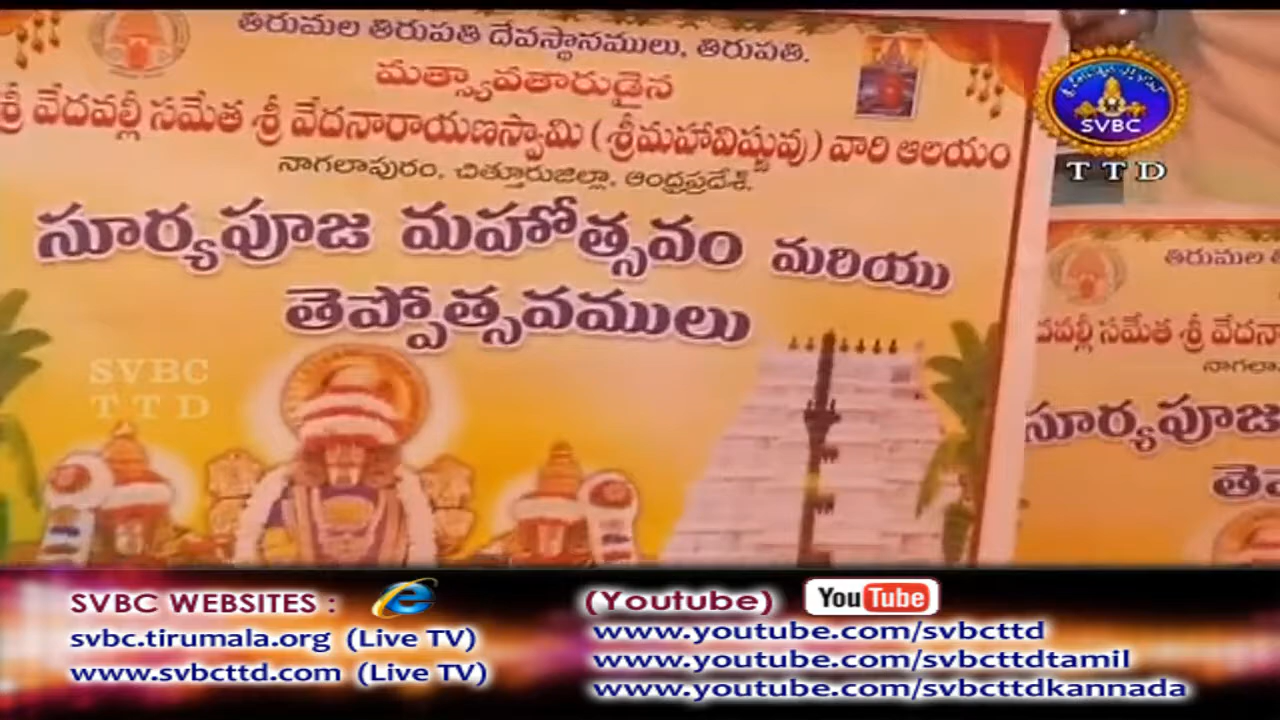 తిరుమల తిరుపతి దేవస్థానములు, తిరుపతి.
మత్స్యావతారుడైన
శ్రీ వేదవల్లీ సమేత శ్రీ వేదనారాయణస్వామి (శ్రీమహావిష్ణువు) వారి ఆలయం
నాగలాపురం, చిత్తూరుజిల్లా, ఆంధ్రప్రదేశ్.
సూర్యపూజ మహోత్సవం మరియు
తెప్పోత్సవములు
SVBC
TTD
SVBC
TTD
తిరుమల
వేదవల్లీ సమేత శ్రీ
సూర్యపూజ
SVBC WEBSITES :
svbc.tirumala.org (Live TV)
www.svbcttd.com (Live TV)
(Youtube) YouTube
www.youtube.com/svbcttd
www.youtube.com/svbcttdtamil
www.youtube.com/svbcttdkannada